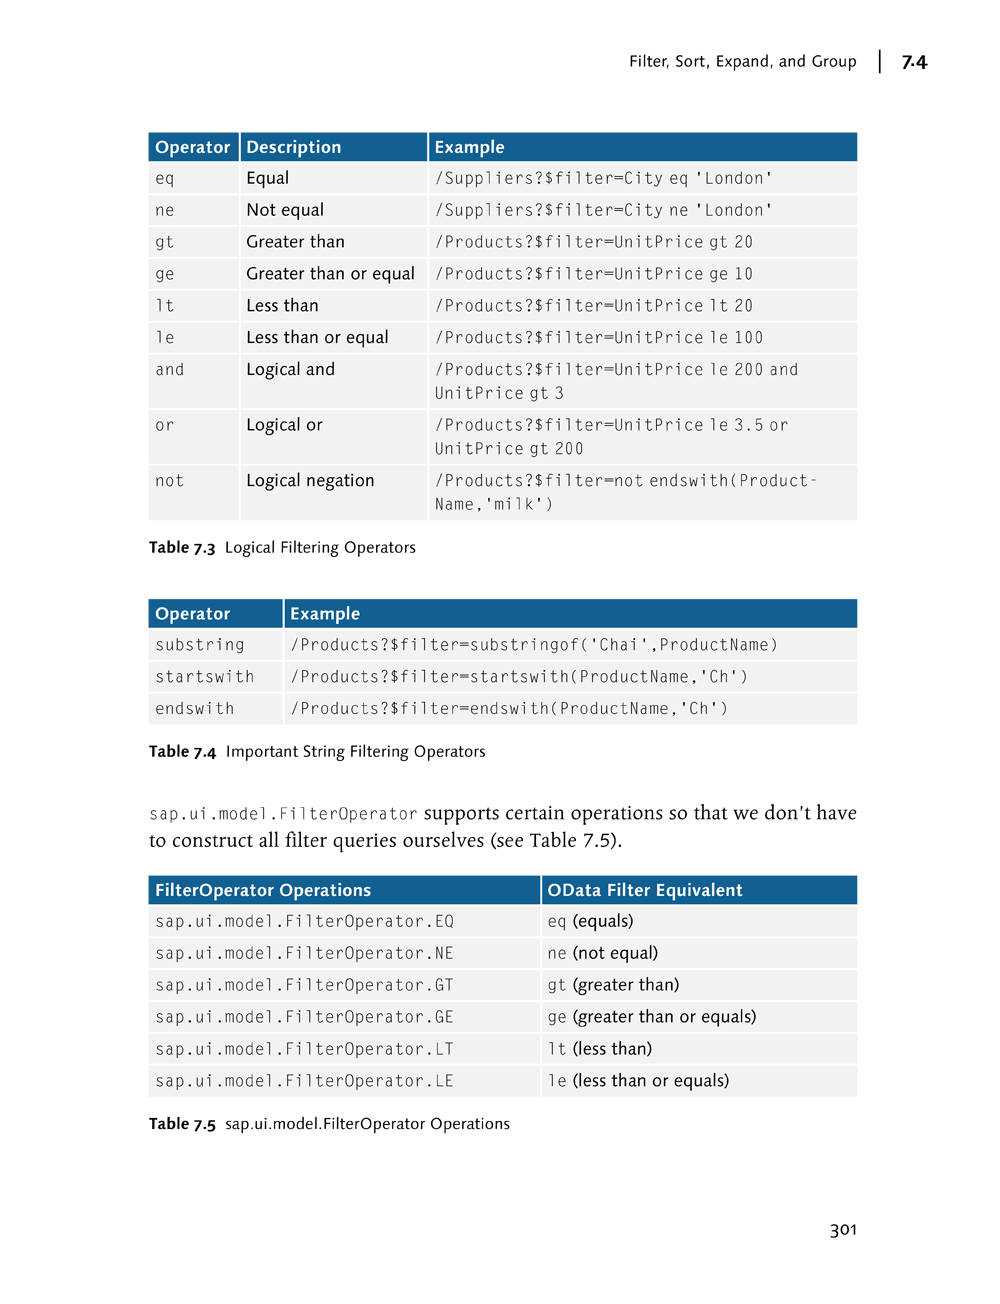 Filter, Sort, Expand, and Group 7.4
Operator Description Example
eq Equal /Suppliers?$filter=City eq 'London'
ne Not equal /Suppliers?$filter=City ne 'London'
gt Greater than /Products?$filter=UnitPrice gt 20
ge Greater than or equal /Products?$filter=UnitPrice ge 10
lt Less than /Products?$filter=UnitPrice lt 20
le Less than or equal /Products?$filter=UnitPrice le 100
and Logical and /Products?$filter=UnitPrice le 200 and
UnitPrice gt 3
or Logical or /Products?$filter=UnitPrice le 3.5 or
UnitPrice gt 200
not Logical negation /Products?$filter=not endswith(Product-
Name,'milk')
Table 7.3 Logical Filtering Operators
Operator Example
substring /Products?$filter=substringof('Chai',ProductName)
startswith /Products?$filter=startswith(ProductName,'Ch')
endswith /Products?$filter=endswith(ProductName,'Ch')
Table 7.4 Important String Filtering Operators
sap.ui.model.FilterOperator supports certain operations so that we don't have
to construct all filter queries ourselves (see Table 7.5).
FilterOperator Operations OData Filter Equivalent
sap.ui.model.FilterOperator.EQ eq (equals)
sap.ui.model.FilterOperator.NE ne (not equal)
sap.ui.model.FilterOperator.GT gt (greater than)
sap.ui.model.FilterOperator.GE ge (greater than or equals)
sap.ui.model.FilterOperator.LT lt (less than)
sap.ui.model.FilterOperator.LE le (less than or equals)
Table 7.5 sap.ui.model.FilterOperator Operations
301